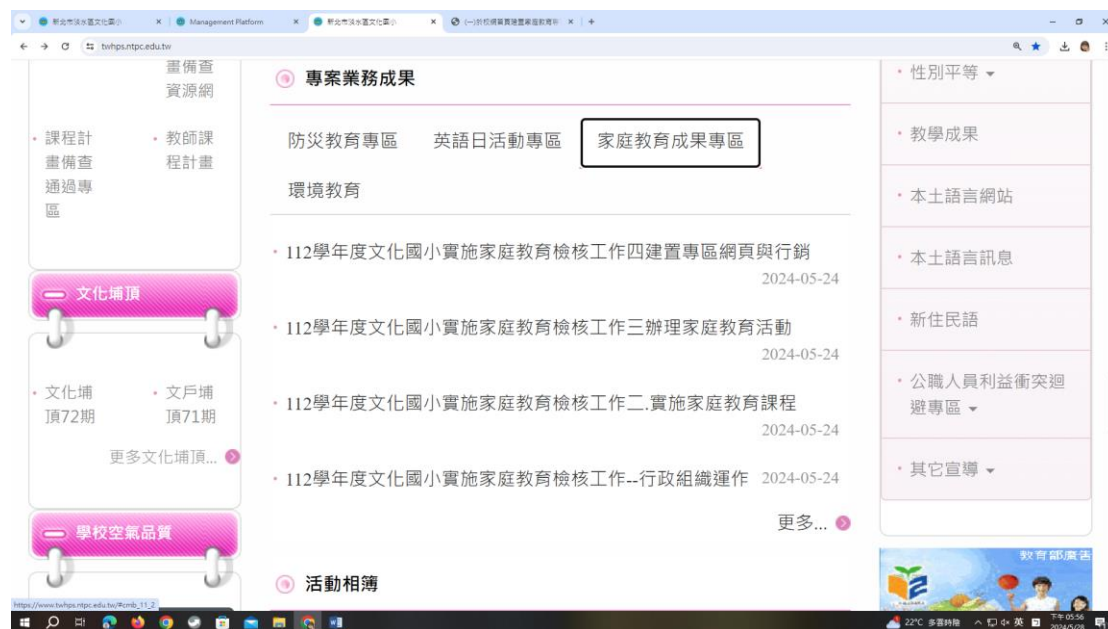 新北市淡水區文化國小
Management Platform
新北市淡水區文化國小
twhps.ntpc.edu.tw
畫備查
資源網
課程計
畫備查
通過專
區
教師課
程計畫
文化埔頂
文化埔
頂72期
文戶埔
頂71期
更多文化埔頂...
學校空氣品質
專案業務成果
防災教育專區 英語日活動專區 家庭教育成果專區
環境教育
112學年度文化國小實施家庭教育檢核工作四建置專區網頁與行銷
2024-05-24
112學年度文化國小實施家庭教育檢核工作三辦理家庭教育活動
2024-05-24
112學年度文化國小實施家庭教育檢核工作二.實施家庭教育課程
2024-05-24
112學年度文化國小實施家庭教育檢核工作--行政組織運作 2024-05-24
更多...
活動相簿
性別平等
教學成果
本土語言網站
本土語言訊息
新住民語
公職人員利益衝突迴
避專區
其它宣導
教育部廣告
https://www.twhps.ntpc.edu.tw/#cmb_11_2
22°C 多雲時陰
英
下午 05:56
2024/5/28